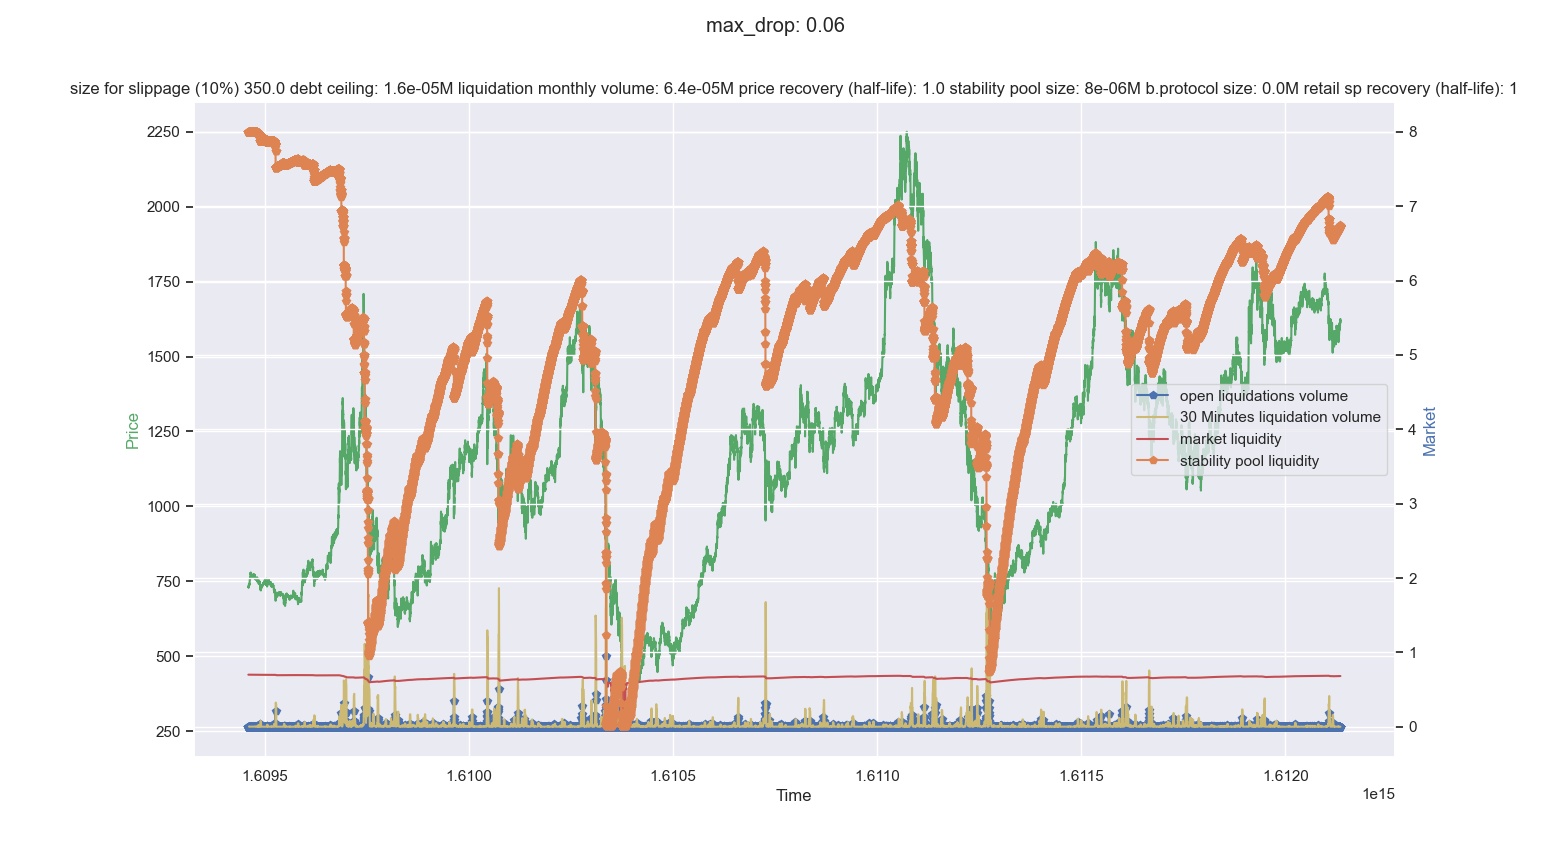 max_drop: 0.06
size for slippage (10%) 350.0 debt ceiling: 1.6e-05M liquidation monthly volume: 6.4e-05M price recovery (half-life): 1.0 stability pool size: 8e-06M b.protocol size: 0.0M retail sp recovery (half-life): 1
2250
2000
1750
1500
1250
1000
750
500
250
Price
8
7
6
5
4
3
2
1
0
Market
open liquidations volume
30 Minutes liquidation volume
market liquidity
stability pool liquidity
1.6095 1.6100 1.6105 1.6110 1.6115 1.6120
1e15
Time